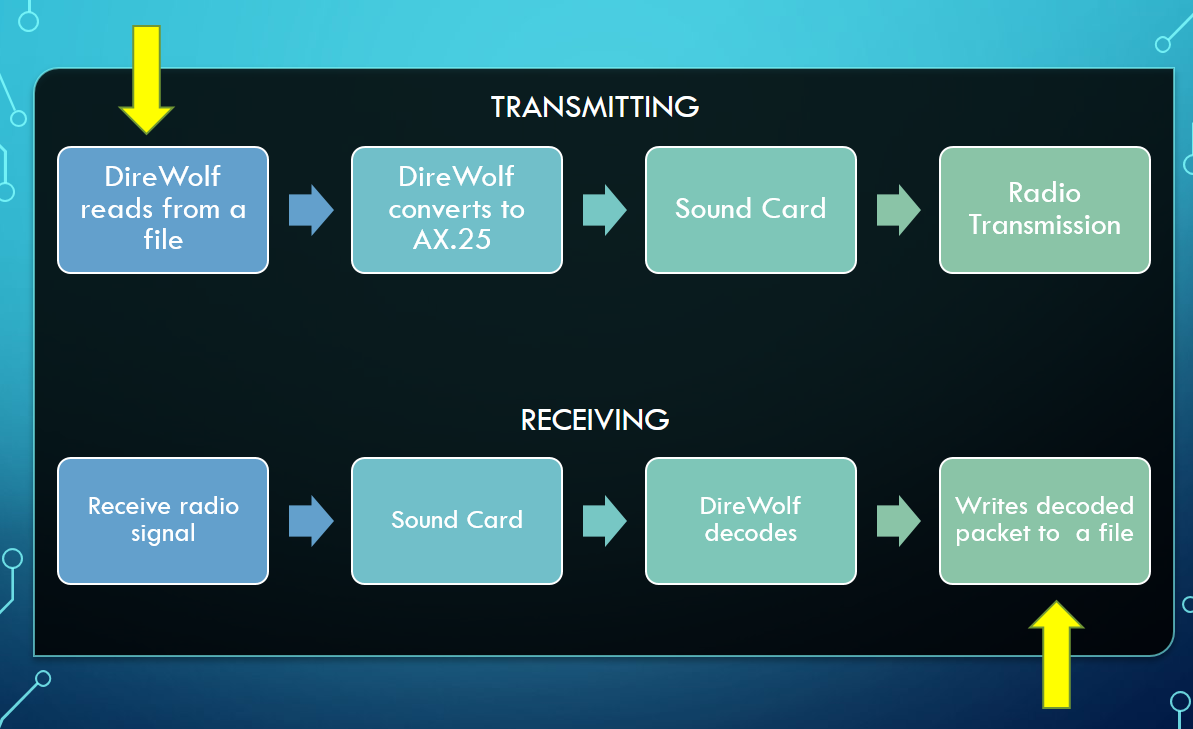 TRANSMITTING
DireWolf
reads from a
file
DireWolf
converts to
AX.25
Sound Card
Radio
Transmission
RECEIVING
Receive radio
signal
Sound Card
DireWolf
decodes
Writes decoded
packet to  a file